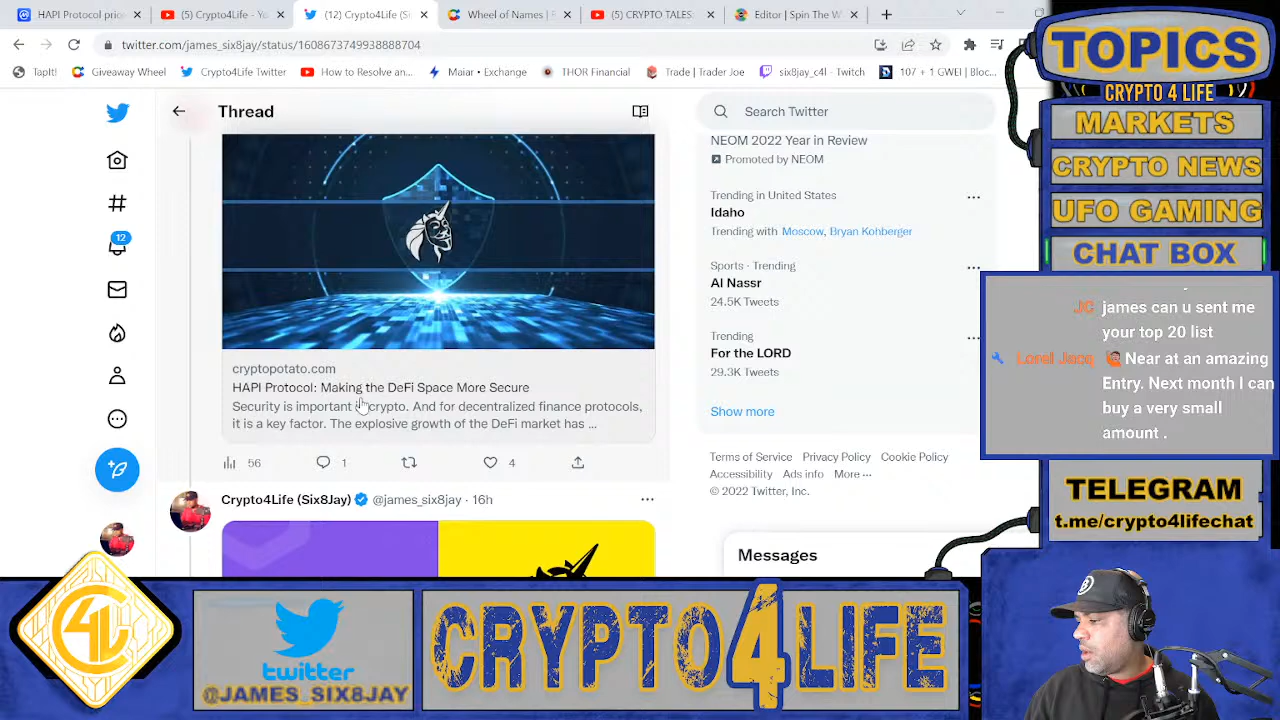 HAPI Protocol pric
(5) Crypto4Life - Yo
(12) Crypto4Life (Si
Wheel of Names | R
(5) CRYPTO TALES:
Editor | Spin The W
twitter.com/james_six8jay/status/1608673749938888704
TapIt!
Giveaway Wheel
Crypto4Life Twitter
How to Resolve an...
Maiar • Exchange
THOR Financial
Trade | Trader Joe
six8jay_c4l - Twitch
107 + 1 GWEI | Bloc...
Thread
Search Twitter
NEOM 2022 Year in Review
Promoted by NEOM
Trending in United States
Idaho
Trending with Moscow, Bryan Kohberger
Sports · Trending
Al Nassr
24.5K Tweets
Trending
For the LORD
29.3K Tweets
Show more
Terms of Service Privacy Policy Cookie Policy
Accessibility Ads info More ···
© 2022 Twitter, Inc.
Messages
12
cryptopotato.com
HAPI Protocol: Making the DeFi Space More Secure
Security is important crypto. And for decentralized finance protocols,
it is a key factor. The explosive growth of the DeFi market has ...
56
1
4
Crypto4Life (Six8Jay) @james_six8jay · 16h
TOPICS
CRYPTO 4 LIFE
MARKETS
CRYPTO NEWS
UFO GAMING
CHAT BOX
JC james can u sent me
your top 20 list
Lorel Jacq Near at an amazing
Entry. Next month I can
buy a very small
amount .
TELEGRAM
t.me/crypto4lifechat
C4L
twitter
@JAMES_SIX8JAY
CRYPTO4LIFE